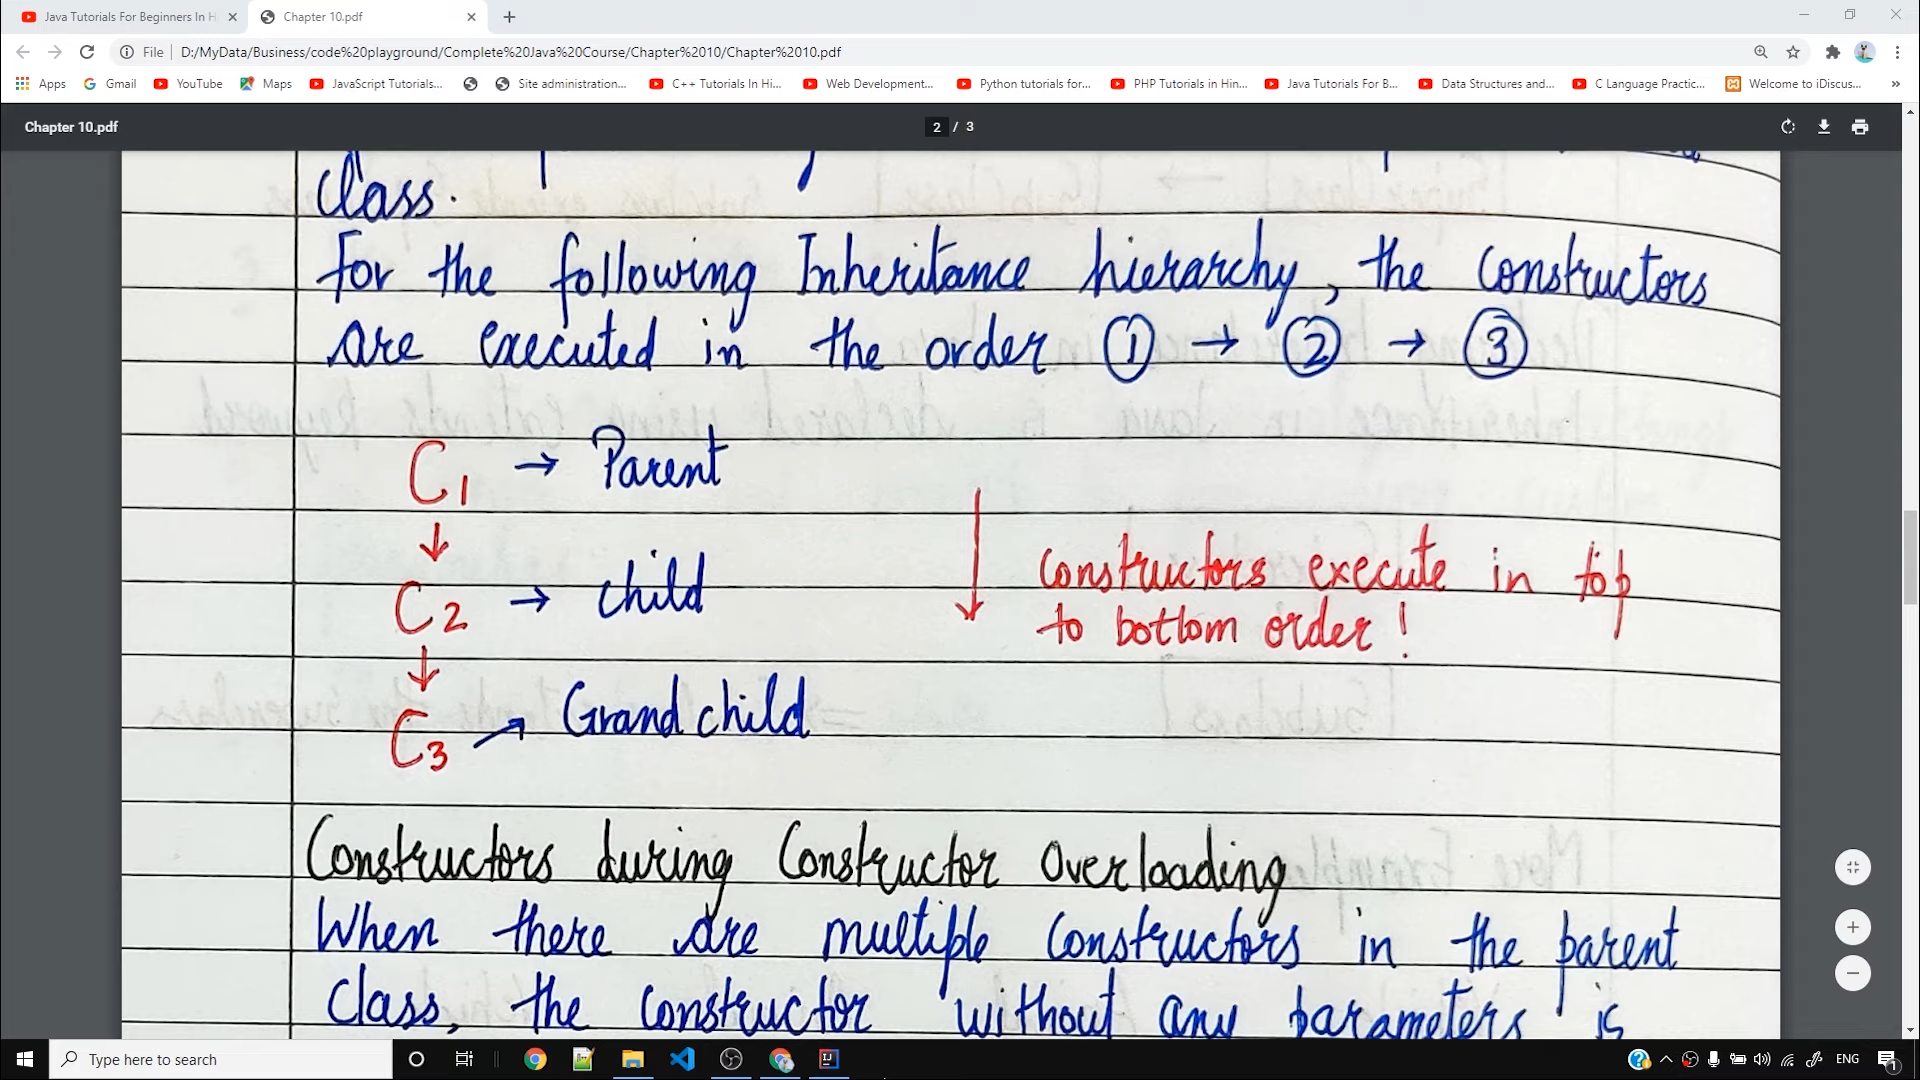 Java Tutorials For Beginners In H
Chapter 10.pdf
File
D:/MyData/Business/code%20playground/Complete%20Java%20Course/Chapter%2010/Chapter%2010.pdf
Apps
Gmail
YouTube
Maps
JavaScript Tutorials...
Site administration...
C++ Tutorials In Hi...
Web Development...
Python tutorials for...
PHP Tutorials in Hin...
Java Tutorials For B...
Data Structures and...
C Language Practic...
Welcome to iDiscus...
»
Chapter 10.pdf
2 / 3
Class.
For the following Inheritance hierarchy, the constructors
are executed in the order ① → ② → ③
C1 → Parent
↓
C2 → child
↓
C3 → Grand child
Constructors execute in top
to bottom order!
Constructors during Constructor Overloading
When there are multiple constructors in the parent
class, the constructor without any parameters is
Type here to search
ENG
1